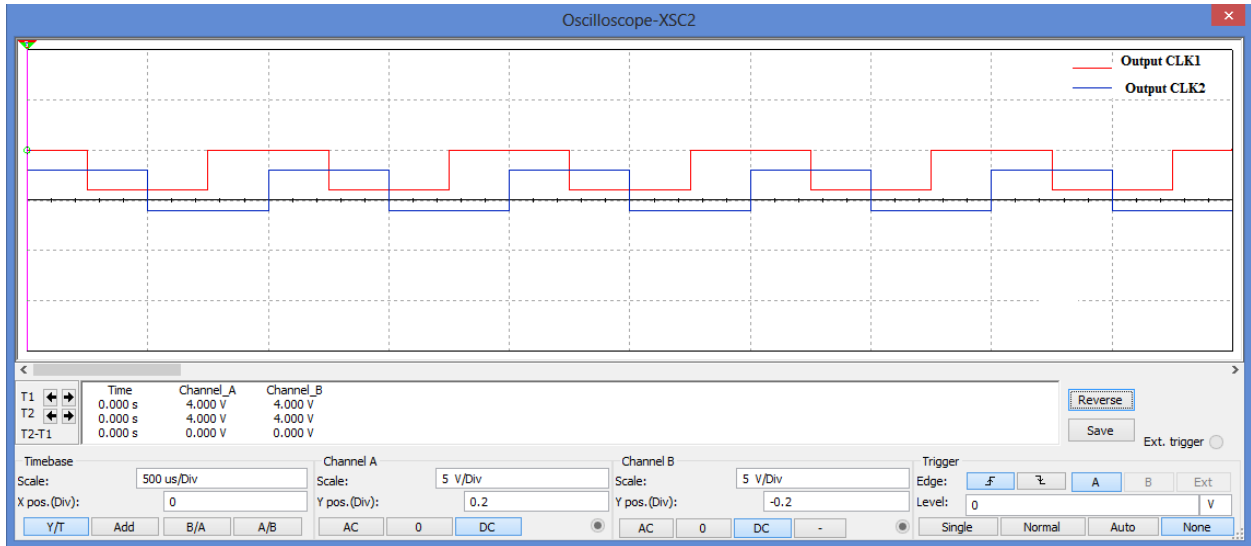 Oscilloscope-XSC2
Output CLK1
Output CLK2
Time Channel_A Channel_B
T1 0.000 s 4.000 V 4.000 V
T2 0.000 s 4.000 V 4.000 V
T2-T1 0.000 s 0.000 V 0.000 V
Reverse
Save
Ext. trigger
Timebase
Scale: 500 us/Div
X pos.(Div): 0
Y/T Add B/A A/B
Channel A
Scale: 5 V/Div
Y pos.(Div): 0.2
AC 0 DC
Channel B
Scale: 5 V/Div
Y pos.(Div): -0.2
AC 0 DC -
Trigger
Edge: A B Ext
Level: 0 V
Single Normal Auto None